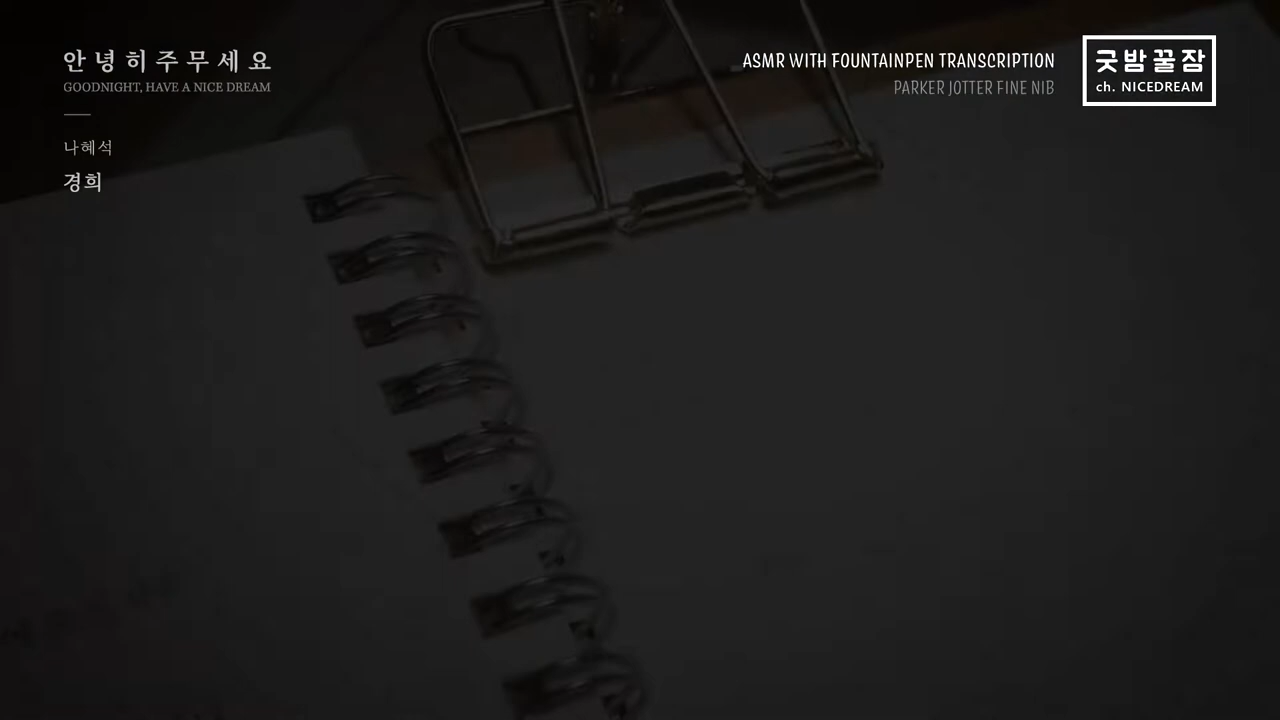 안녕히주무세요
GOODNIGHT, HAVE A NICE DREAM
나혜석
경희
ASMR WITH FOUNTAINPEN TRANSCRIPTION
PARKER JOTTER FINE NIB
굿밤꿀잠
ch. NICEDREAM